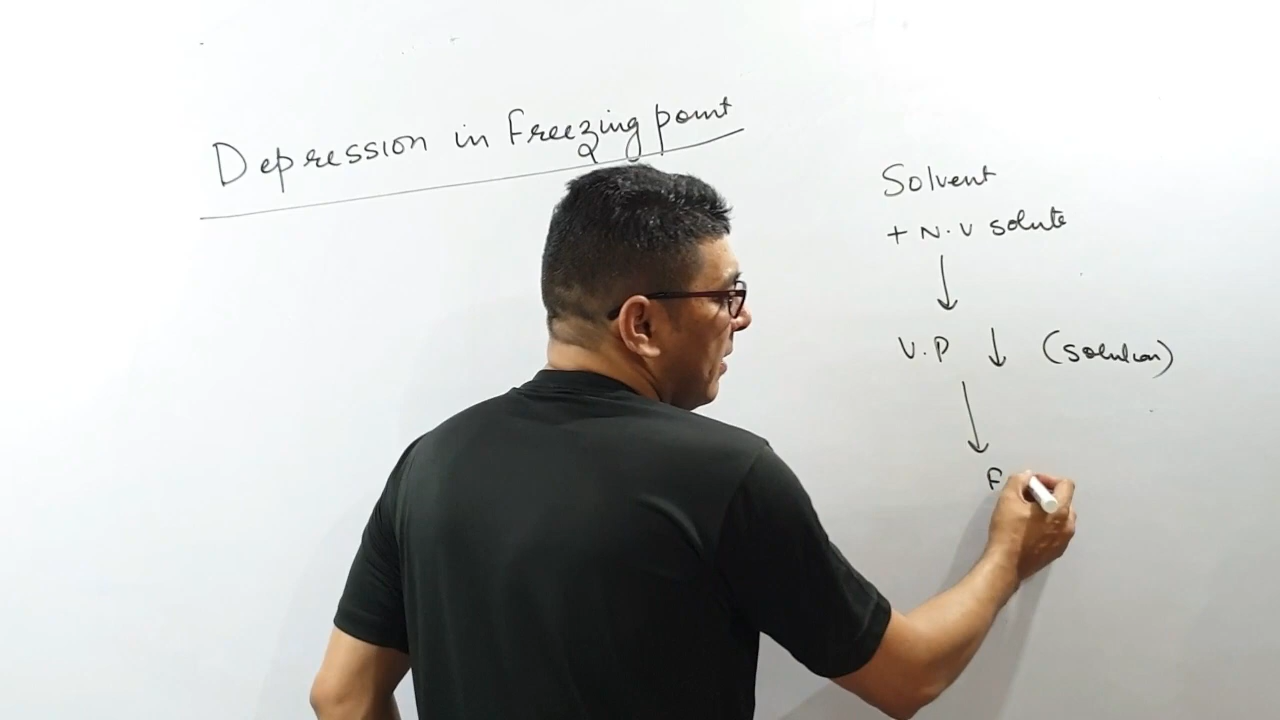 Depression in Freezing point
Solvent
+ N.V solute
↓
V.P ↓ (solution)
↓
F